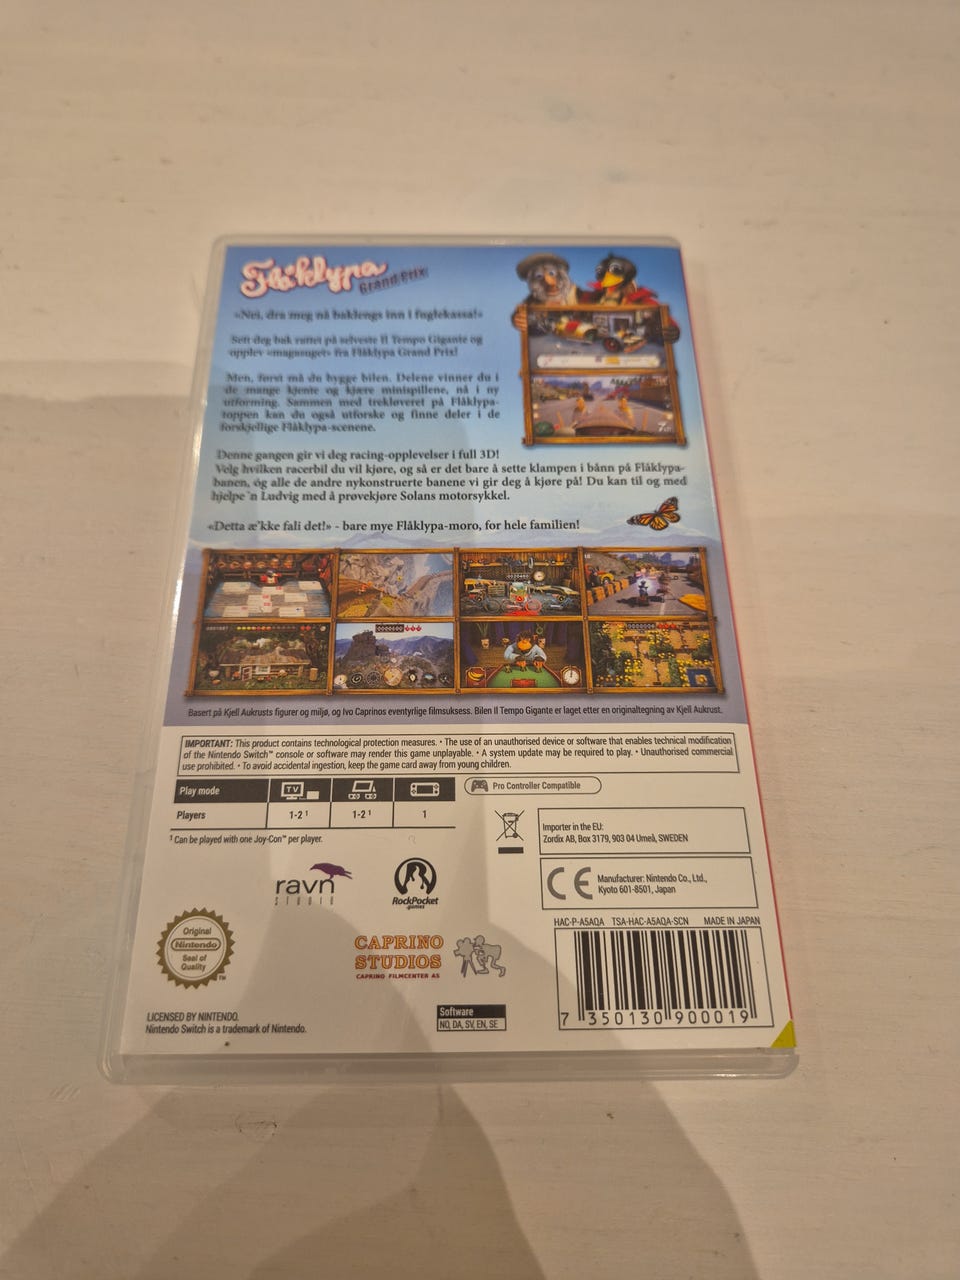 Flåklypa
Grand Prix
«Nei, dra meg nå baklengs inn i fuglekassa!»
Sett deg bak rattet på selveste Il Tempo Gigante og
opplev «magasuget» fra Flåklypa Grand Prix!
Men, først må du bygge bilen. Delene vinner du i
de mange kjente og kjære minispillene, nå i ny
utforming. Sammen med trekløveret på Flåklypa-
toppen kan du også utforske og finne deler i de
forskjellige Flåklypa-scenene.
Denne gangen gir vi deg racing-opplevelser i full 3D!
Velg hvilken racerbil du vil kjøre, og så er det bare å sette klampen i bånn på Flåklypa-
banen, óg alle de andre nykonstruerte banene vi gir deg å kjøre på! Du kan til og med
hjelpe 'n Ludvig med å prøvekjøre Solans motorsykkel.
«Detta æ'kke fali det!» - bare mye Flåklypa-moro, for hele familien!
Basert på Kjell Aukrusts figurer og miljø, og Ivo Caprinos eventyrlige filmsuksess. Bilen Il Tempo Gigante er laget etter en originaltegning av Kjell Aukrust.
IMPORTANT: This product contains technological protection measures. • The use of an unauthorised device or software that enables technical modification
of the Nintendo Switch™ console or software may render this game unplayable. • A system update may be required to play. • Unauthorised commercial
use prohibited. • To avoid accidental ingestion, keep the game card away from young children.
Play mode TV
Players 1-2¹ 1-2¹ 1
¹ Can be played with one Joy-Con™ per player.
Pro Controller Compatible
Importer in the EU:
Zordix AB, Box 3179, 903 04 Umeå, SWEDEN
CE Manufacturer: Nintendo Co., Ltd.,
Kyoto 601-8501, Japan
ravn
STUDIO
RockPocket
games
HAC-P-A5AQA TSA-HAC-A5AQA-SCN MADE IN JAPAN
Original
Nintendo
Seal of
Quality
TM
CAPRINO
STUDIOS
CAPRINO FILMCENTER AS
LICENSED BY NINTENDO.
Nintendo Switch is a trademark of Nintendo.
Software
NO, DA, SV, EN, SE
7 350130 900019